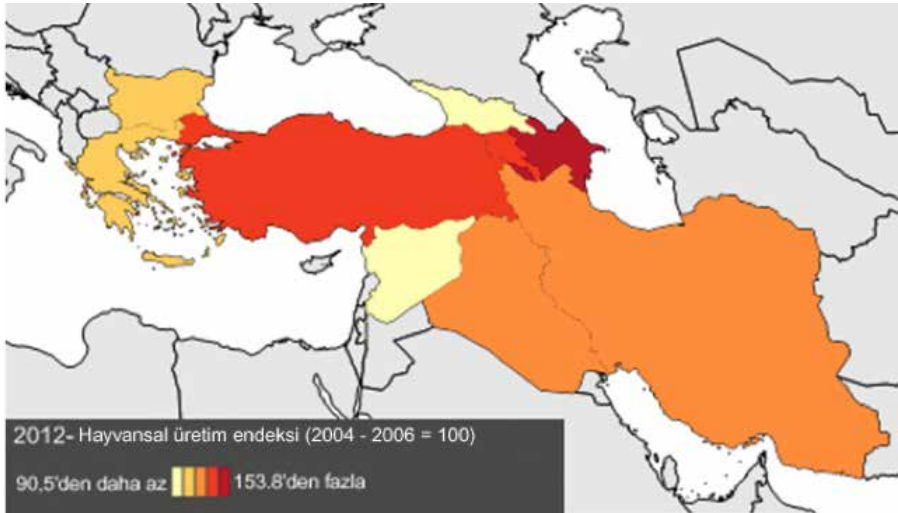 2012- Hayvansal üretim endeksi (2004 - 2006 = 100)
90,5'den daha az 153.8'den fazla